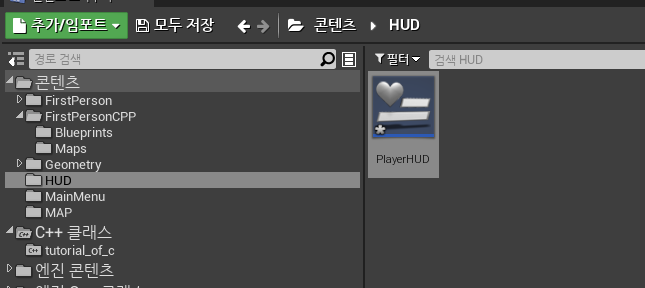 추가/임포트 모두 저장 콘텐츠 HUD
경로 검색
필터 검색 HUD
콘텐츠
FirstPerson
FirstPersonCPP
Blueprints
Maps
Geometry
HUD
MainMenu
MAP
C++ 클래스
tutorial_of_c
엔진 콘텐츠
PlayerHUD